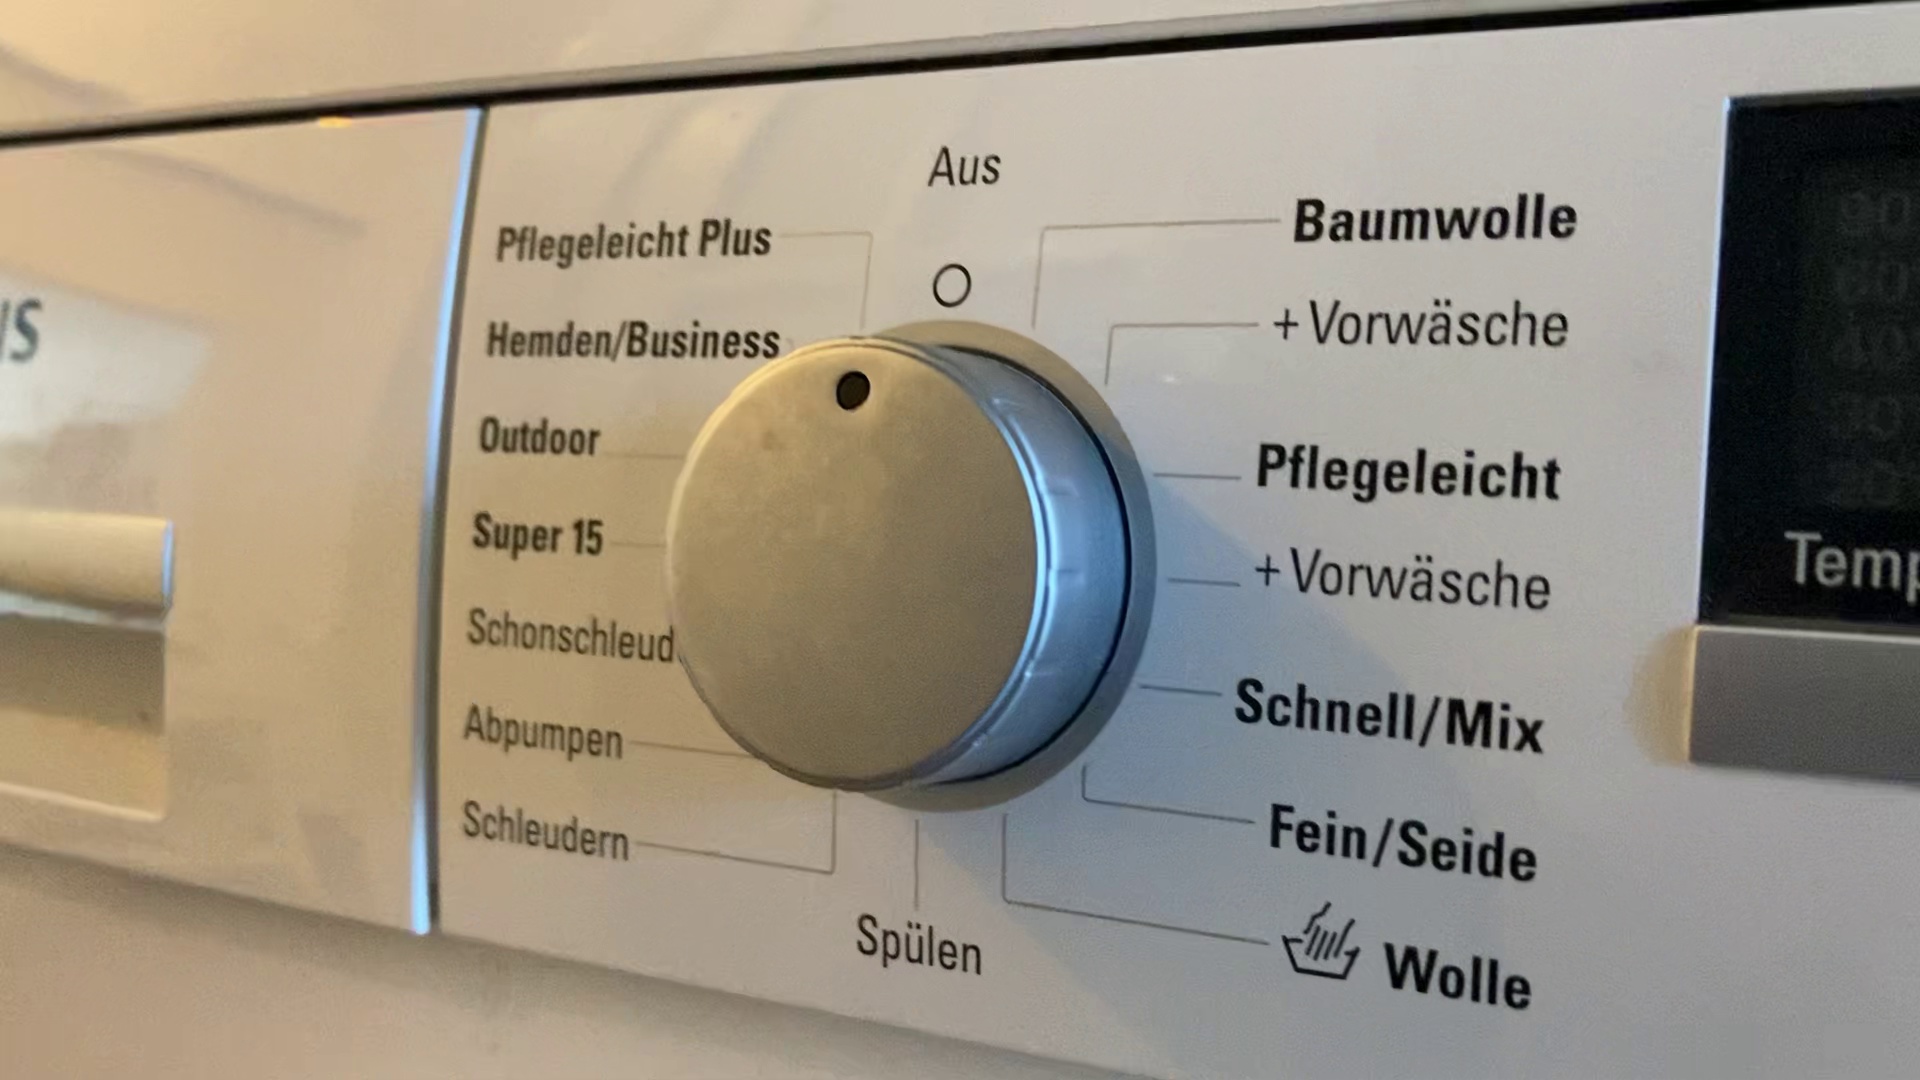 Aus
Pflegeleicht Plus
Hemden/Business
Outdoor
Super 15
Schonschleud
Abpumpen
Schleudern
Spülen
Baumwolle
+ Vorwäsche
Pflegeleicht
+ Vorwäsche
Schnell/Mix
Fein/Seide
Wolle
Temp